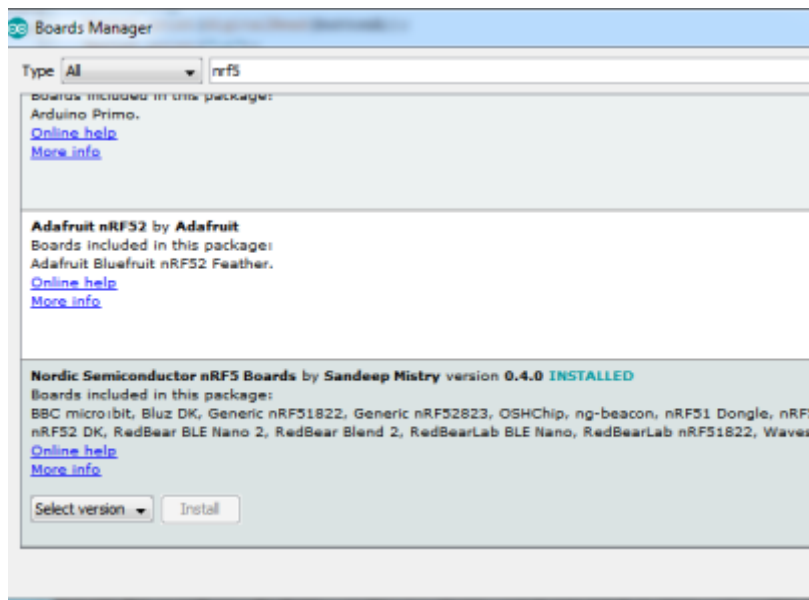 Boards Manager
Type All nrf5
Boards included in this package:
Arduino Primo.
Online help
More info
Adafruit nRF52 by Adafruit
Boards included in this package:
Adafruit Bluefruit nRF52 Feather.
Online help
More info
Nordic Semiconductor nRF5 Boards by Sandeep Mistry version 0.4.0 INSTALLED
Boards included in this package:
BBC micro:bit, Bluz DK, Generic nRF51822, Generic nRF52823, OSHChip, ng-beacon, nRF51 Dongle,
nRF52 DK, RedBear BLE Nano 2, RedBear Blend 2, RedBearLab BLE Nano, RedBearLab nRF51822,
Online help
More info
Select version Install